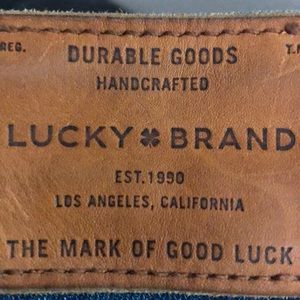 REG.
DURABLE GOODS
HANDCRAFTED
LUCKY BRAND
EST.1990
LOS ANGELES, CALIFORNIA
THE MARK OF GOOD LUCK